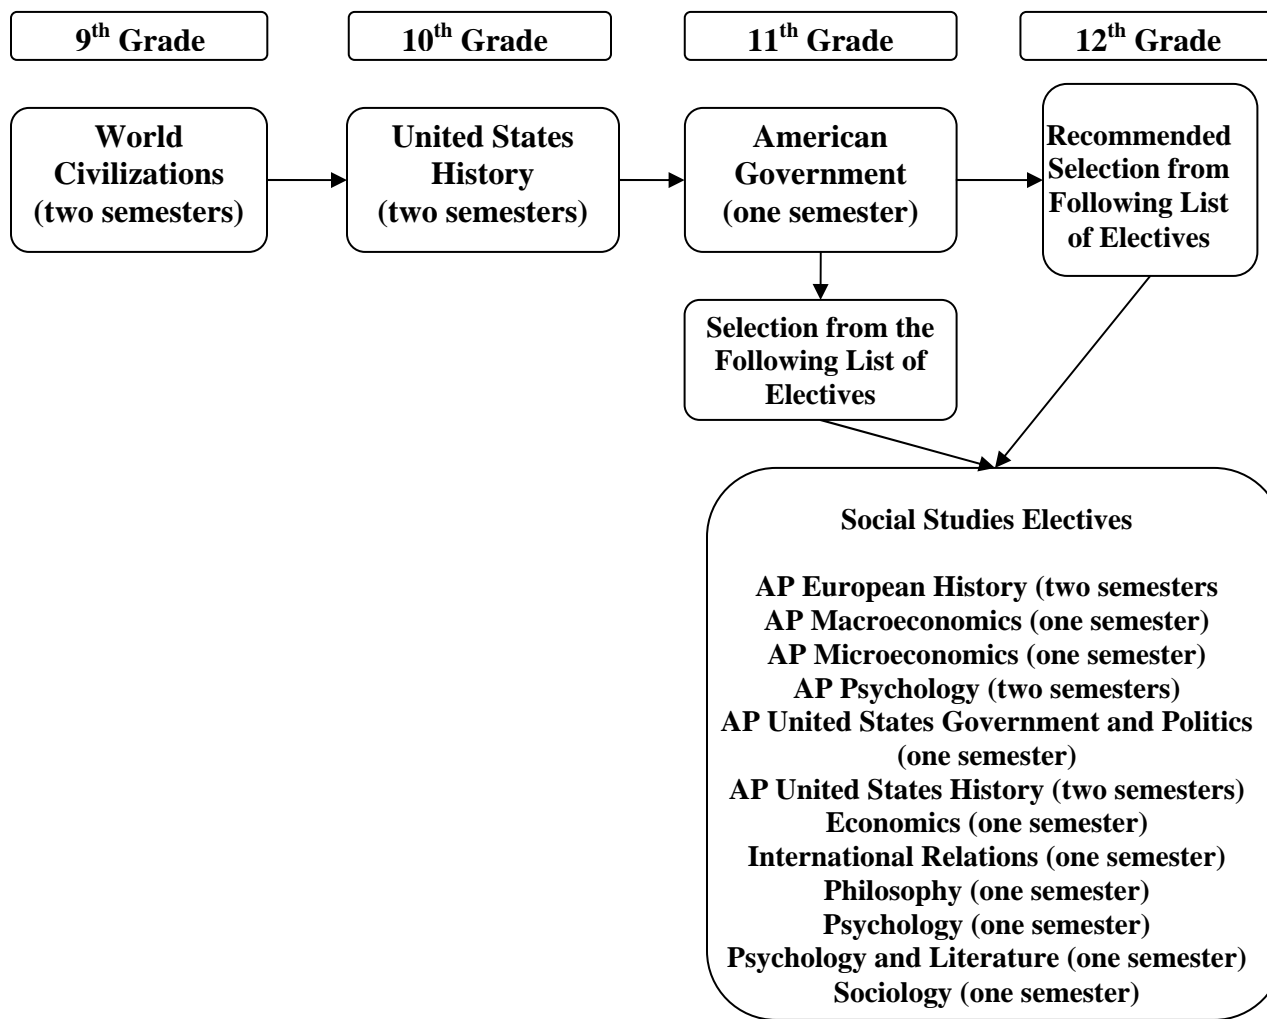 9th Grade
10th Grade
11th Grade
12th Grade
World
Civilizations
(two semesters)
United States
History
(two semesters)
American
Government
(one semester)
Recommended
Selection from
Following List
of Electives
Selection from the
Following List of
Electives
Social Studies Electives
AP European History (two semesters
AP Macroeconomics (one semester)
AP Microeconomics (one semester)
AP Psychology (two semesters)
AP United States Government and Politics
(one semester)
AP United States History (two semesters)
Economics (one semester)
International Relations (one semester)
Philosophy (one semester)
Psychology (one semester)
Psychology and Literature (one semester)
Sociology (one semester)